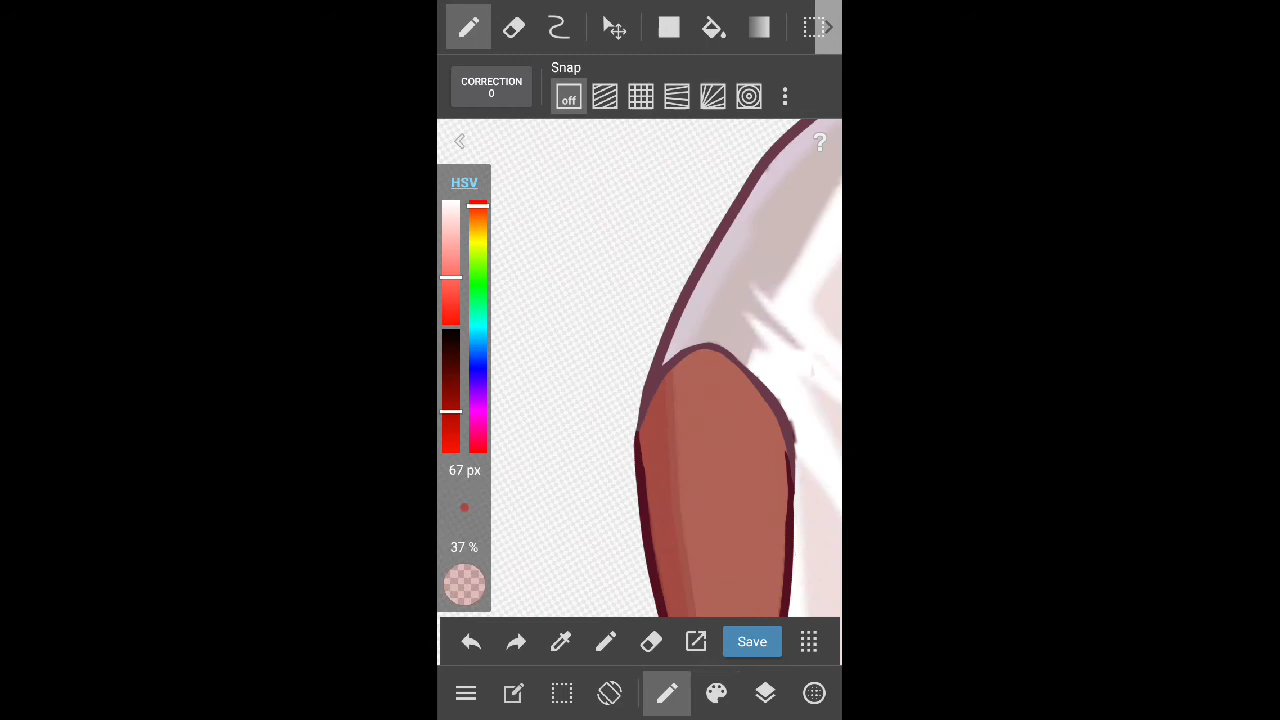 Snap
CORRECTION
0
off
?
HSV
67 px
37 %
Save